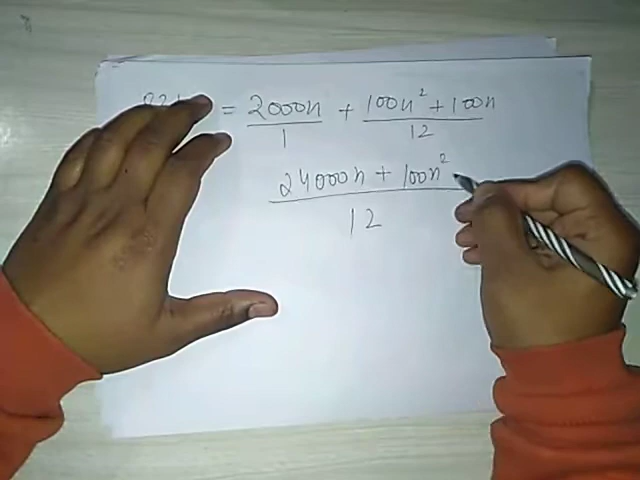 = 2000n/1 + (100n² + 100n)/12
(24000n + 100n²)/12